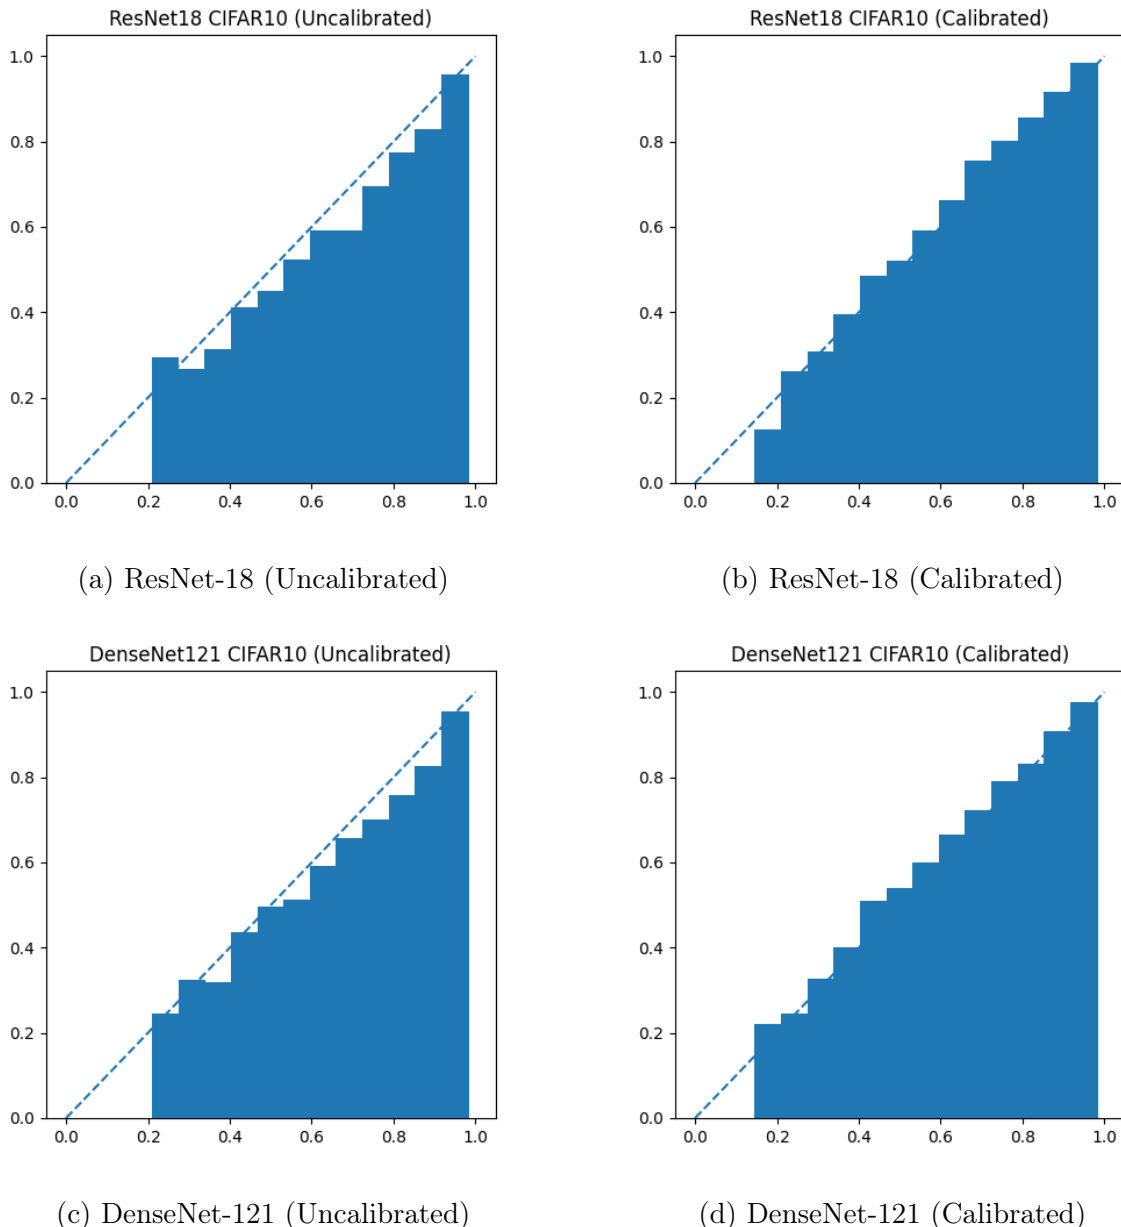 ResNet18 CIFAR10 (Uncalibrated)
1.0
0.8
0.6
0.4
0.2
0.0
0.0 0.2 0.4 0.6 0.8 1.0
(a) ResNet-18 (Uncalibrated)
ResNet18 CIFAR10 (Calibrated)
1.0
0.8
0.6
0.4
0.2
0.0
0.0 0.2 0.4 0.6 0.8 1.0
(b) ResNet-18 (Calibrated)
DenseNet121 CIFAR10 (Uncalibrated)
1.0
0.8
0.6
0.4
0.2
0.0
0.0 0.2 0.4 0.6 0.8 1.0
(c) DenseNet-121 (Uncalibrated)
DenseNet121 CIFAR10 (Calibrated)
1.0
0.8
0.6
0.4
0.2
0.0
0.0 0.2 0.4 0.6 0.8 1.0
(d) DenseNet-121 (Calibrated)